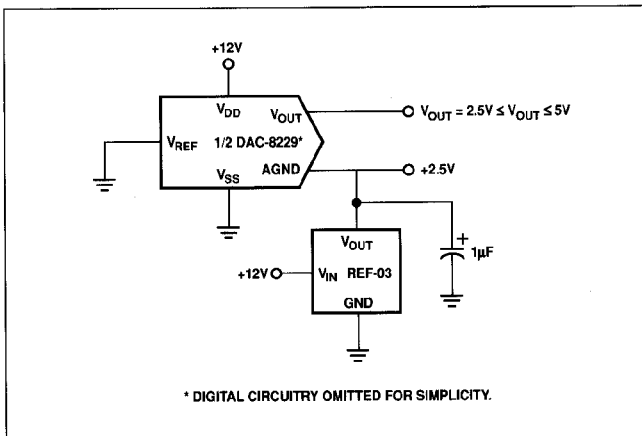 +12V
V_DD
V_OUT
V_OUT = 2.5V ≤ V_OUT ≤ 5V
V_REF
1/2 DAC-8229*
AGND
+2.5V
V_SS
V_OUT
+
1μF
+12V
V_IN
REF-03
GND
* DIGITAL CIRCUITRY OMITTED FOR SIMPLICITY.